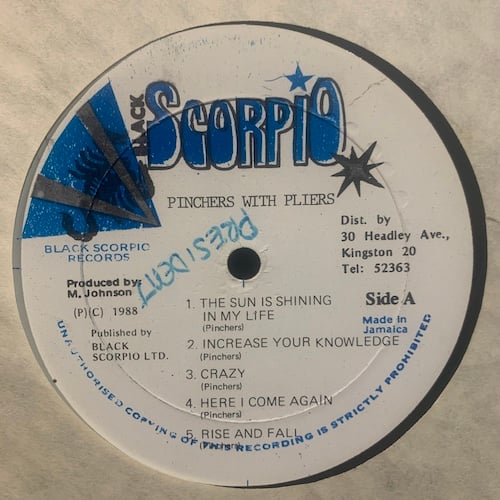 BLACK
SCORPIO
PINCHERS WITH PLIERS
PRESIDENT
BLACK SCORPIO
RECORDS
Dist. by
30 Headley Ave.,
Kingston 20
Tel: 52363
Produced by:
M. Johnson
(P)(C) 1988
Published by
BLACK
SCORPIO LTD.
Side A
Made in
Jamaica
1. THE SUN IS SHINING
IN MY LIFE
(Pinchers)
2. INCREASE YOUR KNOWLEDGE
(Pinchers)
3. CRAZY
(Pinchers)
4. HERE I COME AGAIN
(Pinchers)
5. RISE AND FALL
(Pinchers)
UNAUTHORISED COPYING OF THIS RECORDING IS STRICTLY PROHIBITED